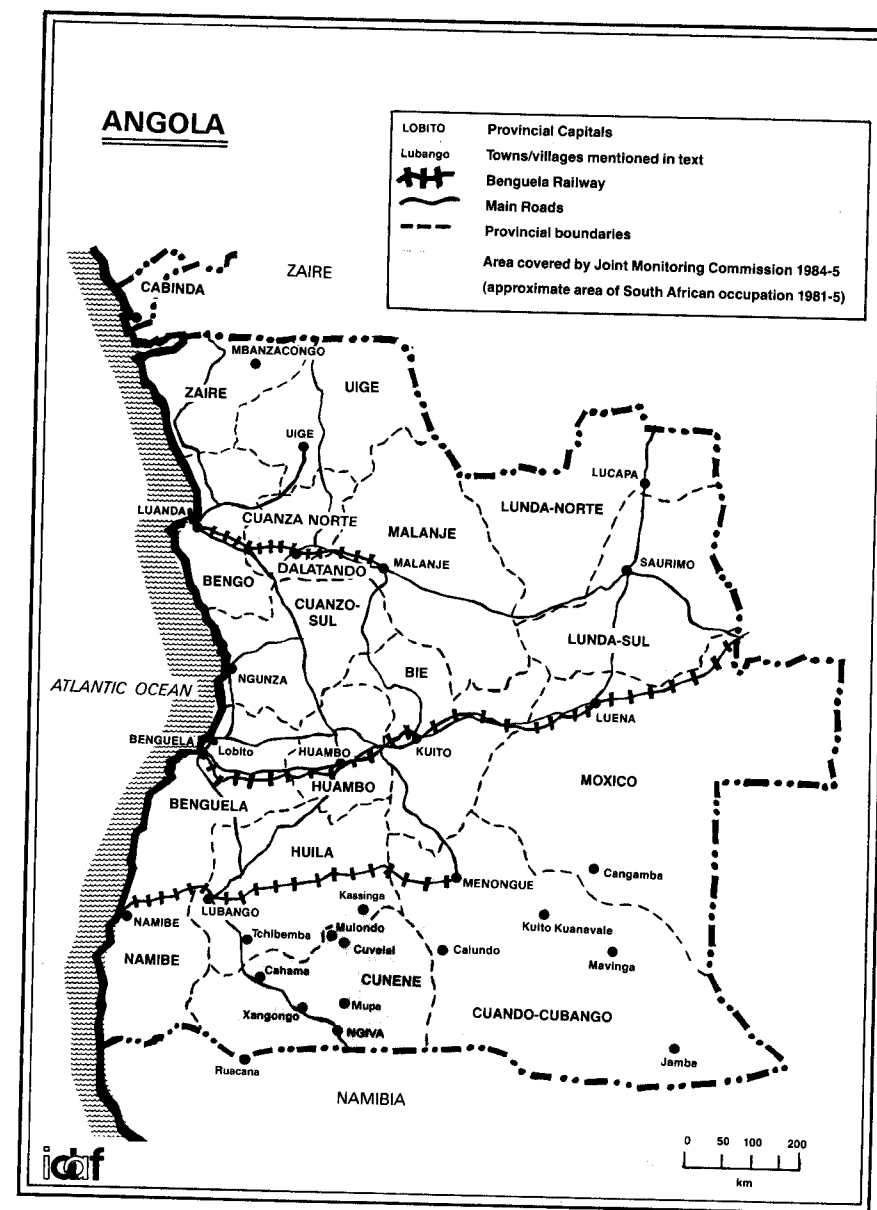 ANGOLA
LOBITO Provincial Capitals
Lubango Towns/villages mentioned in text
Benguela Railway
Main Roads
Provincial boundaries
Area covered by Joint Monitoring Commission 1984-5
(approximate area of South African occupation 1981-5)
ZAIRE
CABINDA
MBANZACONGO
ZAIRE
UIGE
UIGE
LUCAPA
LUNDA-NORTE
LUANDA
CUANZA NORTE
MALANJE
DALATANDO
MALANJE
SAURIMO
BENGO
CUANZO-
SUL
LUNDA-SUL
BIE
NGUNZA
ATLANTIC OCEAN
LUENA
BENGUELA
Lobito
HUAMBO
KUITO
HUAMBO
MOXICO
BENGUELA
HUILA
Cangamba
MENONGUE
Kassinga
LUBANGO
NAMIBE
Kuito Kuanavale
Mulondo
Tchibemba
Cuvelai
Calundo
NAMIBE
Mavinga
Cahama
CUNENE
Mupa
Xangongo
CUANDO-CUBANGO
NGIVA
Jamba
Ruacana
NAMIBIA
0 50 100 200
km
idaf